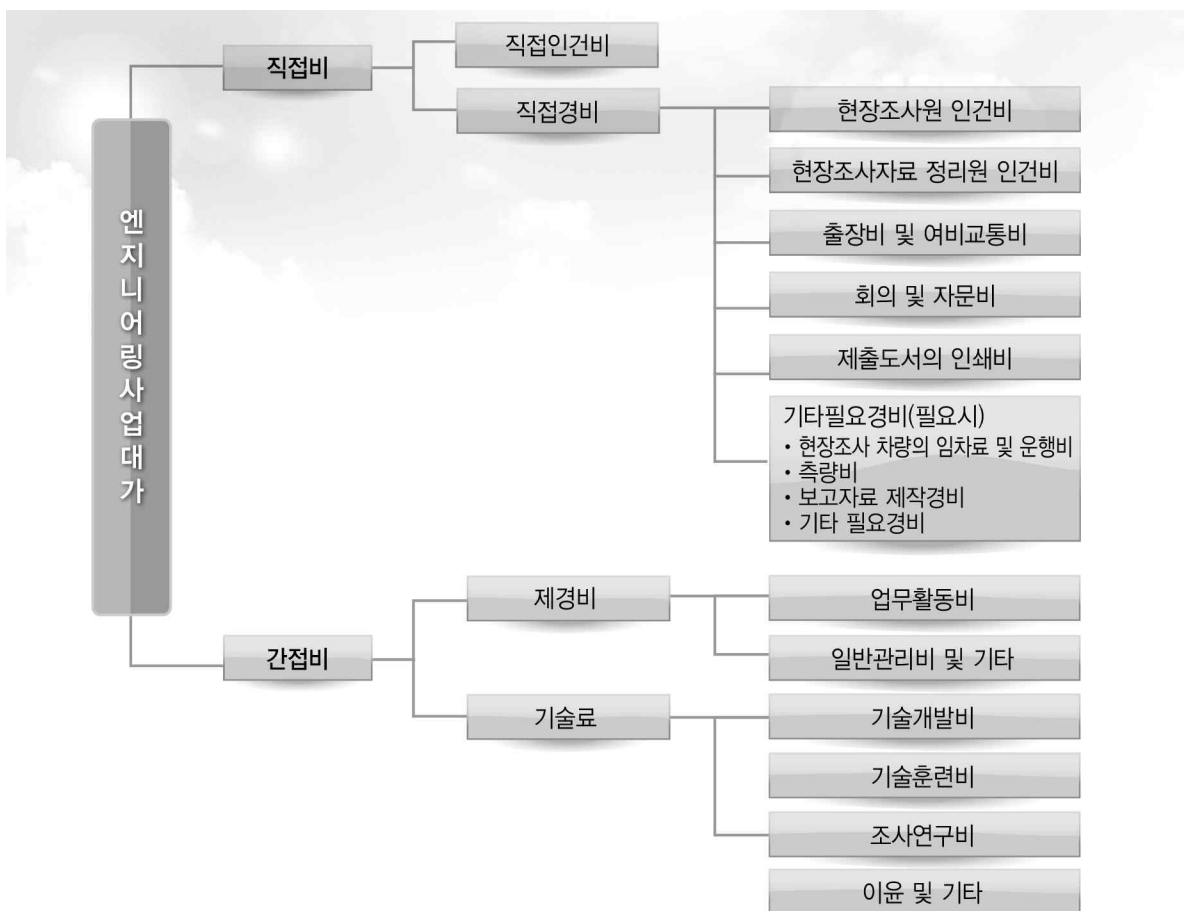 엔지니어링사업대가
직접비
직접인건비
직접경비
현장조사원 인건비
현장조사자료 정리원 인건비
출장비 및 여비교통비
회의 및 자문비
제출도서의 인쇄비
기타필요경비(필요시)
· 현장조사 차량의 임차료 및 운행비
· 측량비
· 보고자료 제작경비
· 기타 필요경비
간접비
제경비
업무활동비
일반관리비 및 기타
기술료
기술개발비
기술훈련비
조사연구비
이윤 및 기타